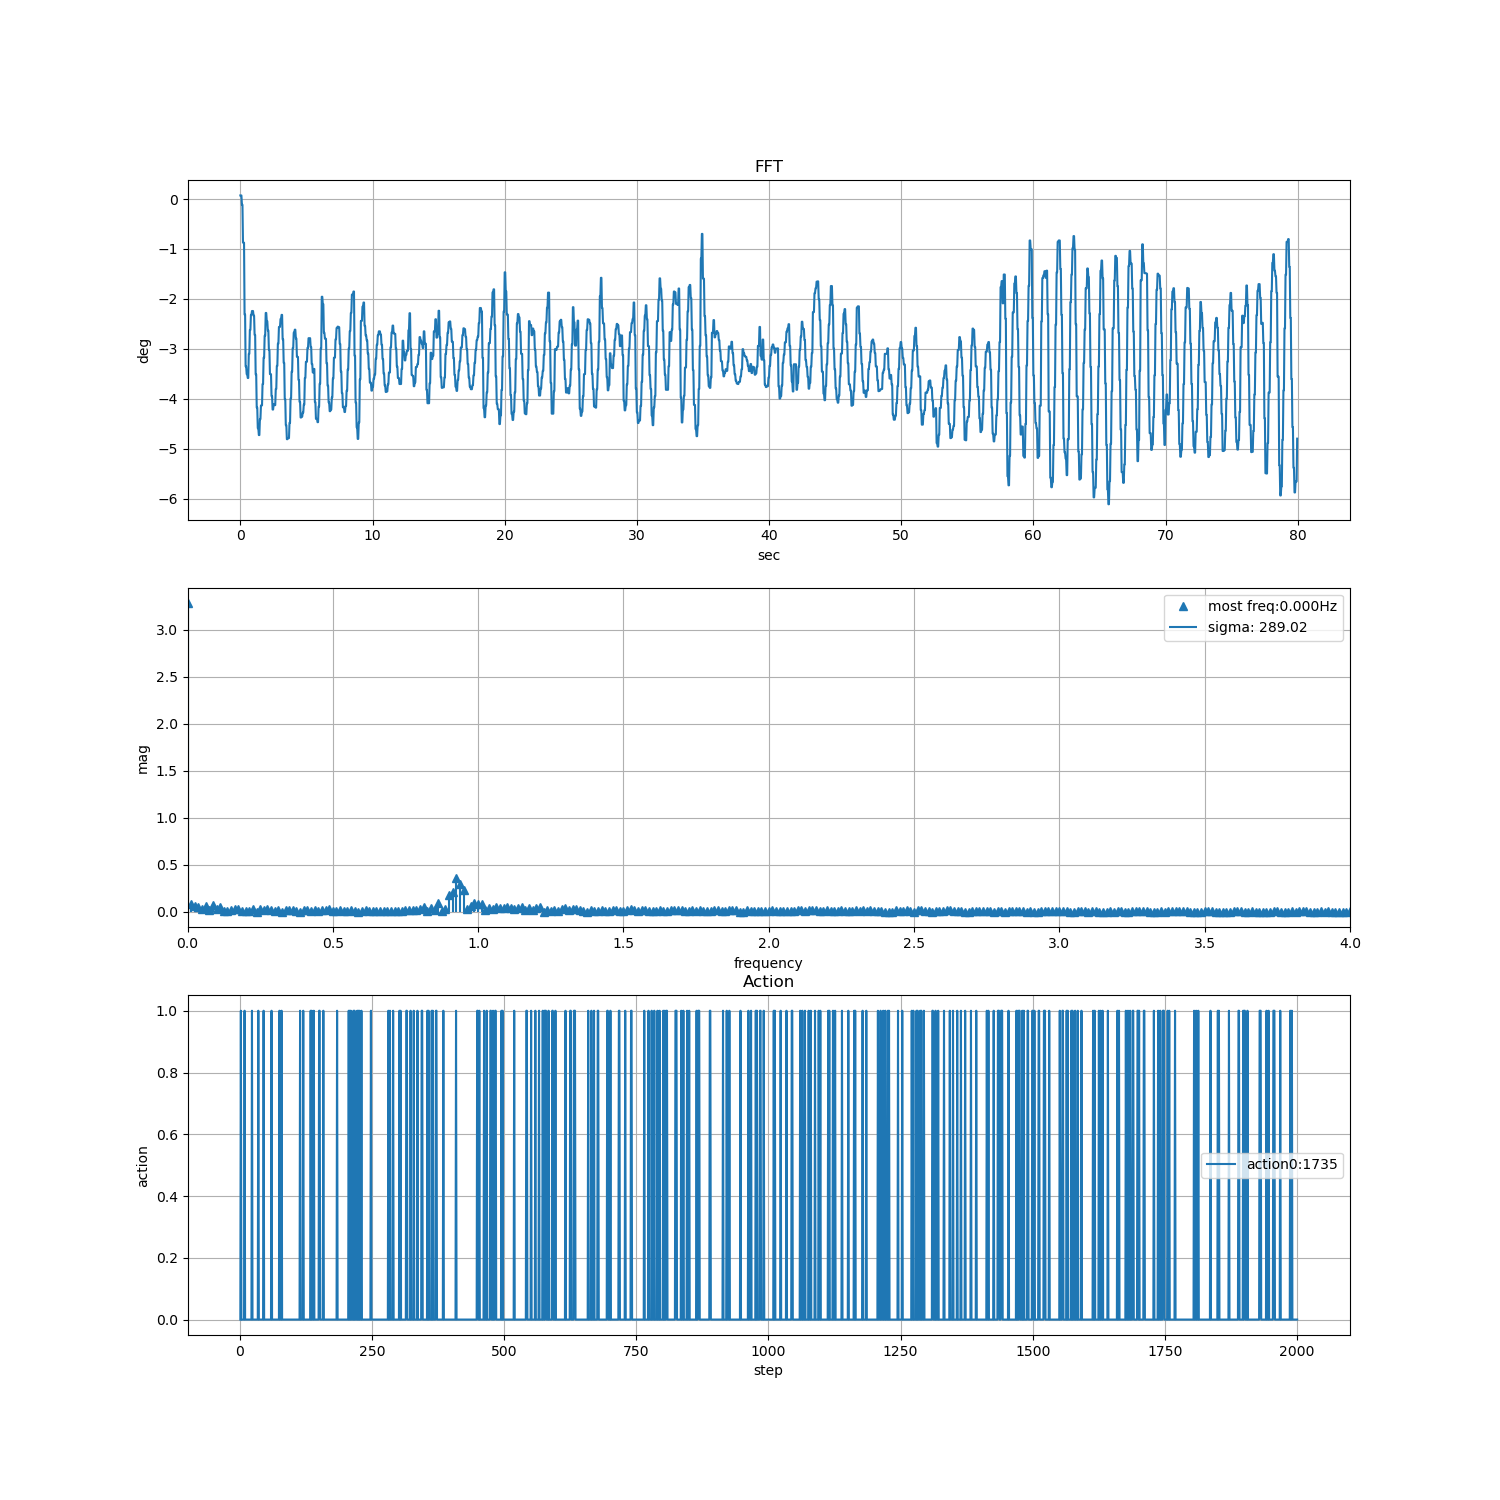 FFT
0
−1
−2
−3
−4
−5
−6
deg
0 10 20 30 40 50 60 70 80
sec
most freq:0.000Hz
sigma: 289.02
3.0
2.5
2.0
1.5
1.0
0.5
0.0
mag
0.0 0.5 1.0 1.5 2.0 2.5 3.0 3.5 4.0
frequency
Action
1.0
0.8
0.6
0.4
0.2
0.0
action
action0:1735
0 250 500 750 1000 1250 1500 1750 2000
step